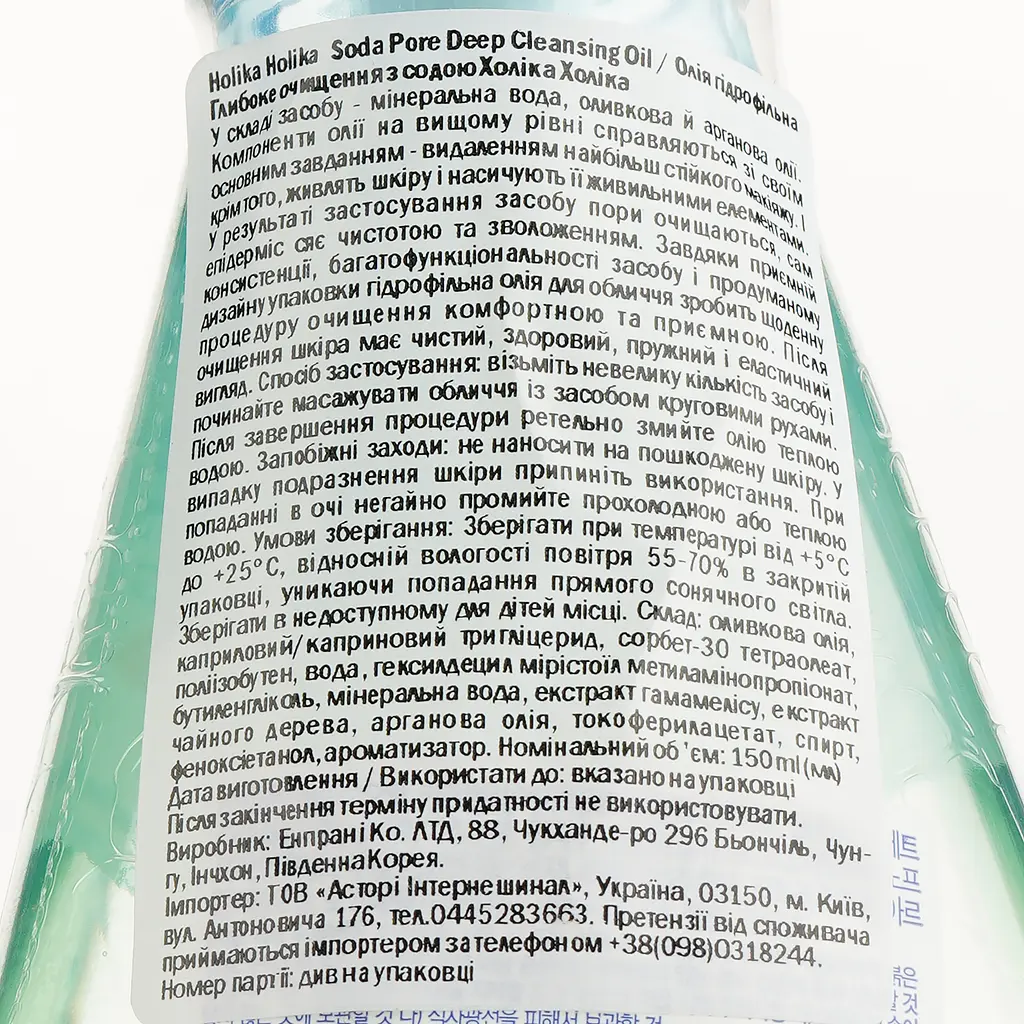 Holika Holika Soda Pore Deep Cleansing Oil / Олія гідрофільна
Глибоке очищення з содою Холіка Холіка
У складі засобу - мінеральна вода, оливкова й арганова олії.
Компоненти олії на вищому рівні справляються зі своїм
основним завданням - видаленням найбільш стійкого макіяжу. І
крім того, живлять шкіру і насичують її живильними елементами.
У результаті застосування засобу пори очищаються, сам
епідерміс сяє чистотою та зволоженням. Завдяки приємній
консистенції, багатофункціональності засобу і продуманому
дизайну упаковки гідрофільна олія для обличчя зробить щоденну
процедуру очищення комфортною та приємною. Після
очищення шкіра має чистий, здоровий, пружний і еластичний
вигляд. Спосіб застосування: візьміть невелику кількість засобу і
починайте масажувати обличчя із засобом круговими рухами.
Після завершення процедури ретельно змийте олію теплою
водою. Запобіжні заходи: не наносити на пошкоджену шкіру. У
випадку подразнення шкіри припиніть використання. При
попаданні в очі негайно промийте прохолодною або теплою
водою. Умови зберігання: Зберігати при температурі від +5°C
до +25°C, відносній вологості повітря 55-70% в закритій
упаковці, уникаючи попадання прямого сонячного світла.
Зберігати в недоступному для дітей місці. Склад: оливкова олія,
каприловий/каприновий тригліцерид, сорбет-30 тетраолеат,
поліізобутен, вода, гексилдецил мірістоіл метиламінопропіонат,
бутиленгліколь, мінеральна вода, екстракт гамамелісу, екстракт
чайного дерева, арганова олія, токоферилацетат, спирт,
феноксіетанол, ароматизатор. Номінальний об'єм: 150 ml (мл)
Дата виготовлення / Використати до: вказано на упаковці
Після закінчення терміну придатності не використовувати.
Виробник: Енпрані Ко. ЛТД, 88, Чукханде-ро 296 Бьончіль, Чун-
гу, Інчхон, Південна Корея.
Імпортер: ТОВ «Асторі Інтернешинал», Україна, 03150, м. Київ,
вул. Антоновича 176, тел.0445283663. Претензії від споживача
приймаються імпортером за телефоном +38(098)0318244.
Номер партії: див на упаковці